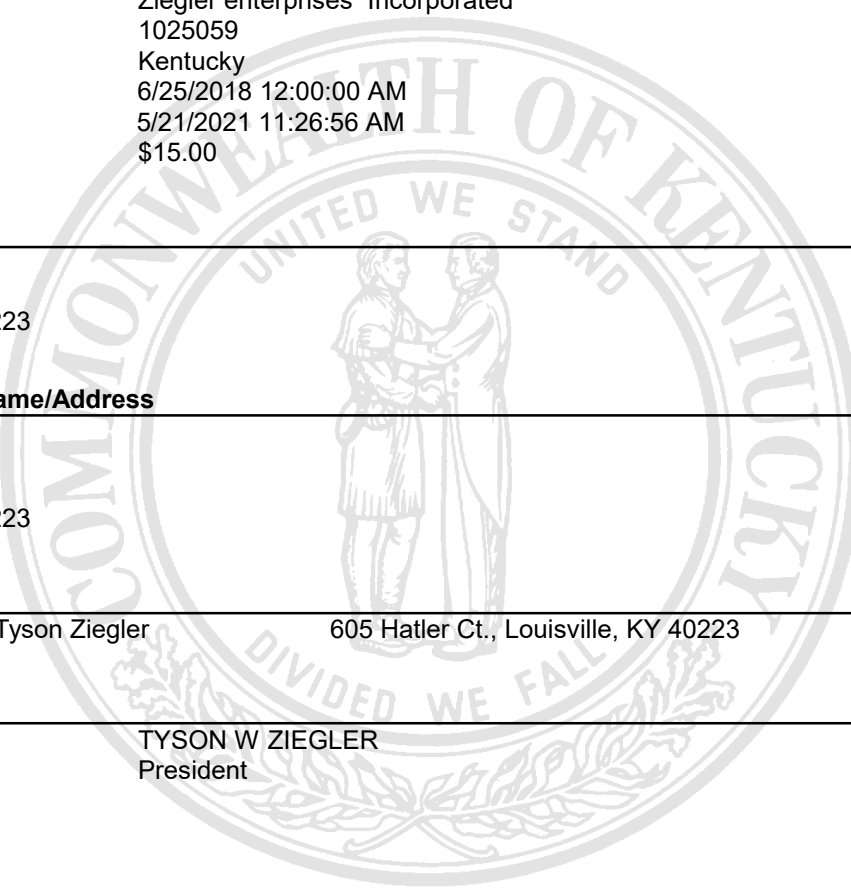 Ziegler enterprises Incorporated
1025059
Kentucky
6/25/2018 12:00:00 AM
5/21/2021 11:26:56 AM
$15.00
COMMONWEALTH OF KENTUCKY
UNITED WE STAND
223
ame/Address
223
Tyson Ziegler 605 Hatler Ct., Louisville, KY 40223
DIVIDED WE FALL
TYSON W ZIEGLER
President